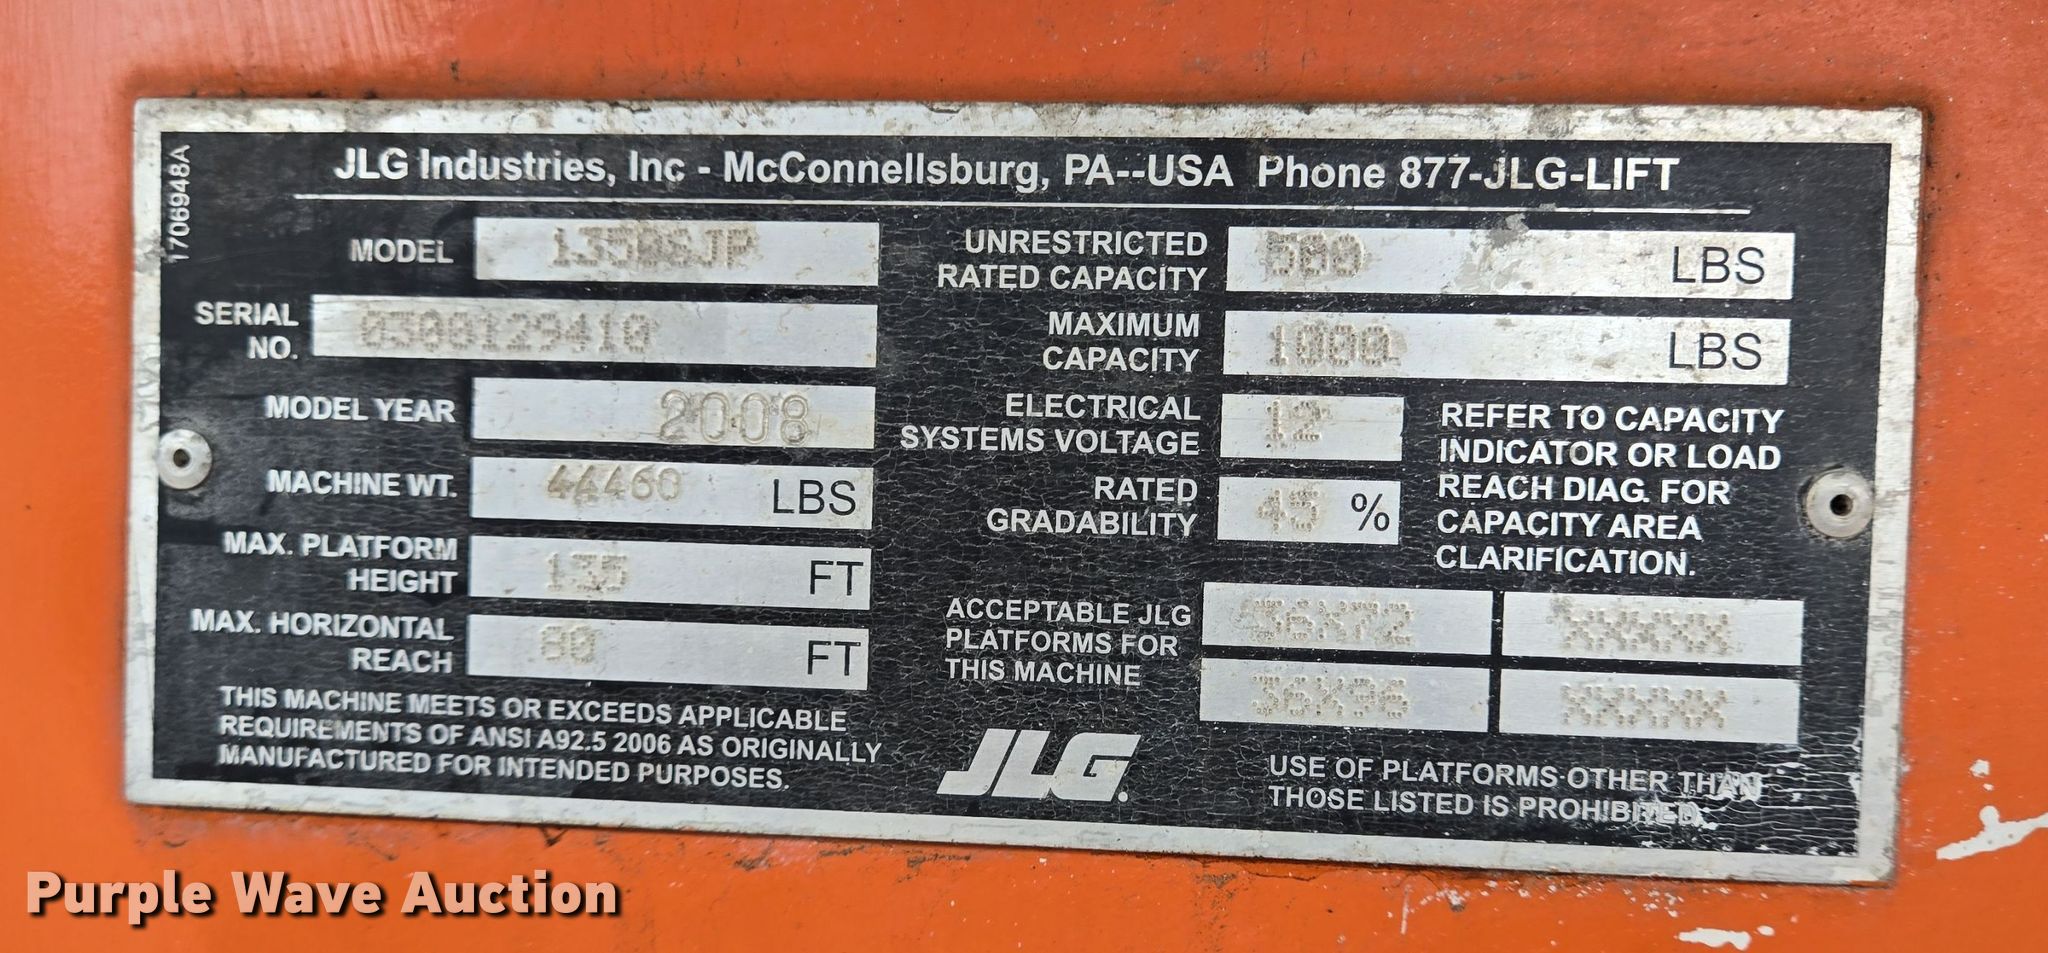 1706948A
JLG Industries, Inc - McConnellsburg, PA--USA Phone 877-JLG-LIFT
MODEL 1350SJP
SERIAL NO. 0300129410
MODEL YEAR 2008
MACHINE WT. 44460 LBS
MAX. PLATFORM HEIGHT 135 FT
MAX. HORIZONTAL REACH 80 FT
THIS MACHINE MEETS OR EXCEEDS APPLICABLE
REQUIREMENTS OF ANSI A92.5 2006 AS ORIGINALLY
MANUFACTURED FOR INTENDED PURPOSES.
UNRESTRICTED RATED CAPACITY 500 LBS
MAXIMUM CAPACITY 1000 LBS
ELECTRICAL SYSTEMS VOLTAGE 12
RATED GRADABILITY 45 %
REFER TO CAPACITY
INDICATOR OR LOAD
REACH DIAG. FOR
CAPACITY AREA
CLARIFICATION.
ACCEPTABLE JLG
PLATFORMS FOR
THIS MACHINE
36X72 XXXXX
36X96 XXXXX
JLG.
USE OF PLATFORMS OTHER THAN
THOSE LISTED IS PROHIBITED.
Purple Wave Auction